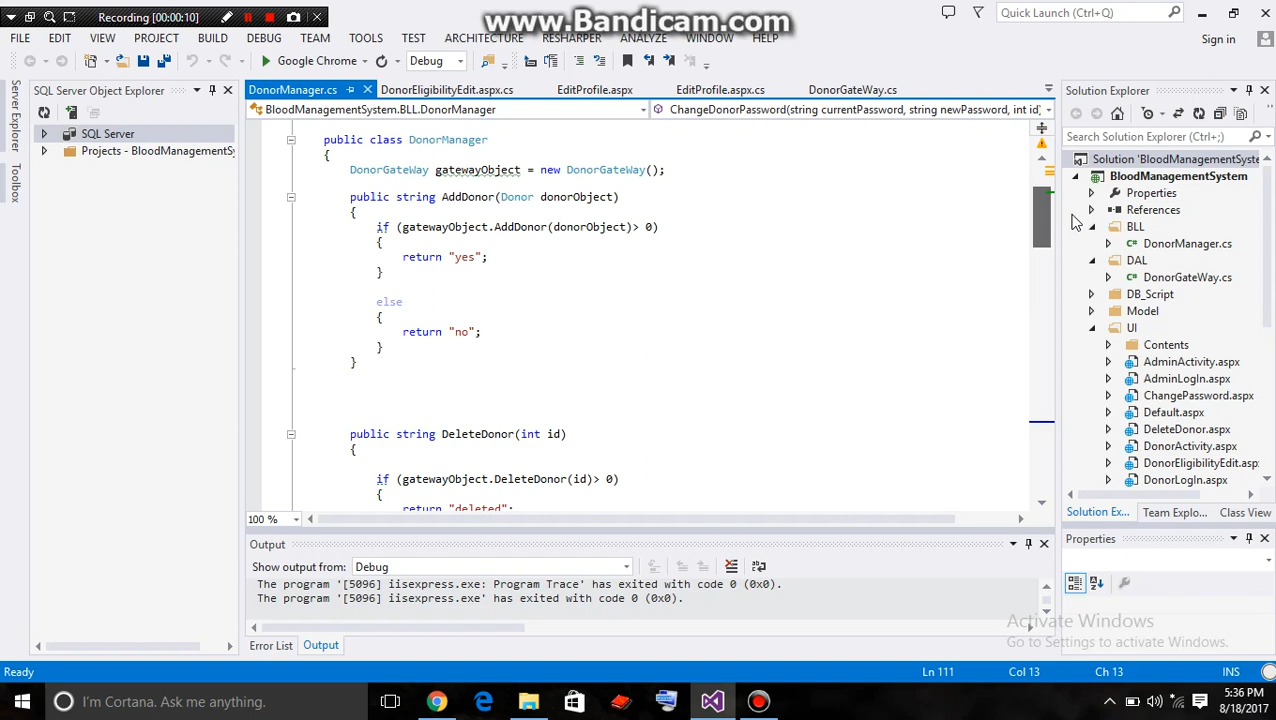 Recording [00:00:10]
www.Bandicam.com
Quick Launch (Ctrl+Q)
FILE EDIT VIEW PROJECT BUILD DEBUG TEAM TOOLS TEST ARCHITECTURE RESHARPER ANALYZE WINDOW HELP
Sign in
Google Chrome Debug
Server Explorer
Toolbox
SQL Server Object Explorer
SQL Server
Projects - BloodManagementSy
DonorManager.cs DonorEligibilityEdit.aspx.cs EditProfile.aspx EditProfile.aspx.cs DonorGateWay.cs
BloodManagementSystem.BLL.DonorManager ChangeDonorPassword(string currentPassword, string newPassword, int id)
public class DonorManager
{
DonorGateWay gatewayObject = new DonorGateWay();
public string AddDonor(Donor donorObject)
{
if (gatewayObject.AddDonor(donorObject)> 0)
{
return "yes";
}
else
{
return "no";
}
}
public string DeleteDonor(int id)
{
if (gatewayObject.DeleteDonor(id)> 0)
{
return "deleted";
100 %
Output
Show output from: Debug
The program '[5096] iisexpress.exe: Program Trace' has exited with code 0 (0x0).
The program '[5096] iisexpress.exe' has exited with code 0 (0x0).
Error List Output
Solution Explorer
Search Solution Explorer (Ctrl+;)
Solution 'BloodManagementSyste
BloodManagementSystem
Properties
References
BLL
DonorManager.cs
DAL
DonorGateWay.cs
DB_Script
Model
UI
Contents
AdminActivity.aspx
AdminLogIn.aspx
ChangePassword.aspx
Default.aspx
DeleteDonor.aspx
DonorActivity.aspx
DonorEligibilityEdit.asp
DonorLogIn.aspx
Solution Ex... Team Explo... Class View
Properties
Activate Windows
Go to Settings to activate Windows.
Ready Ln 111 Col 13 Ch 13 INS
I'm Cortana. Ask me anything.
5:36 PM
8/18/2017